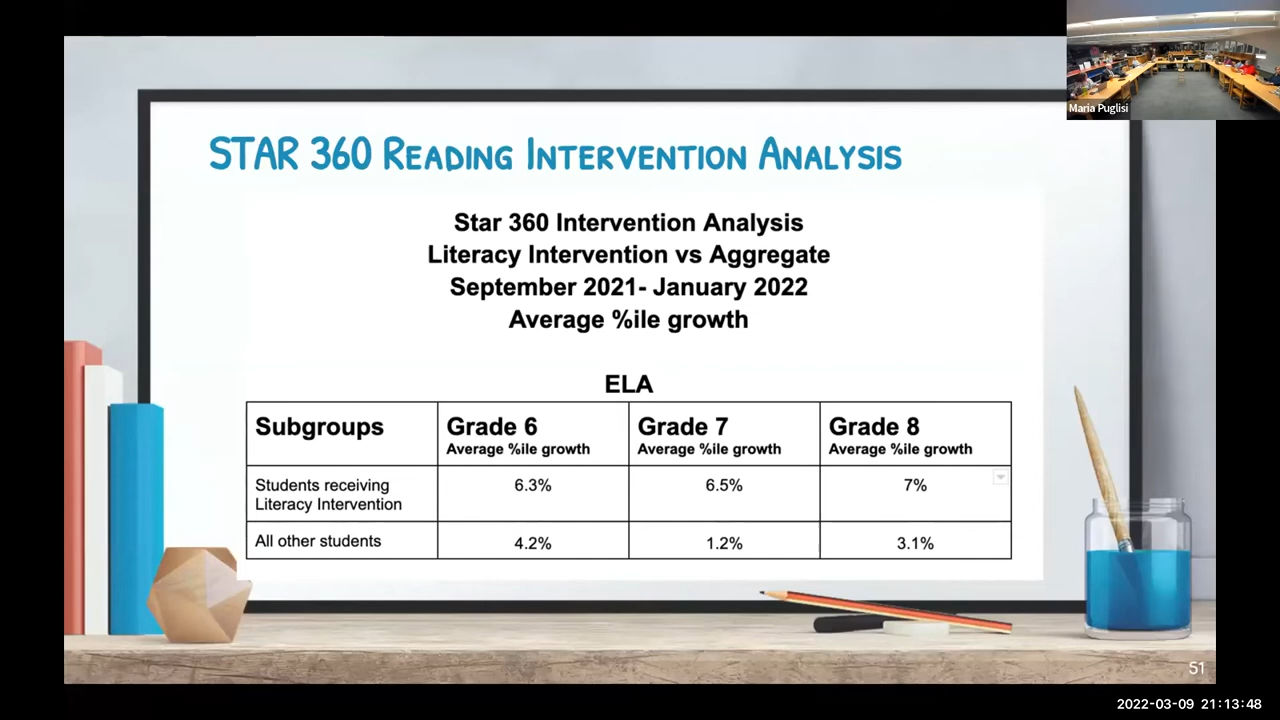 Maria Puglisi
STAR 360 READING INTERVENTION ANALYSIS
Star 360 Intervention Analysis
Literacy Intervention vs Aggregate
September 2021- January 2022
Average %ile growth
ELA
Subgroups
Grade 6
Average %ile growth
Grade 7
Average %ile growth
Grade 8
Average %ile growth
Students receiving
Literacy Intervention
6.3%
6.5%
7%
All other students
4.2%
1.2%
3.1%
51
2022-03-09 21:13:48